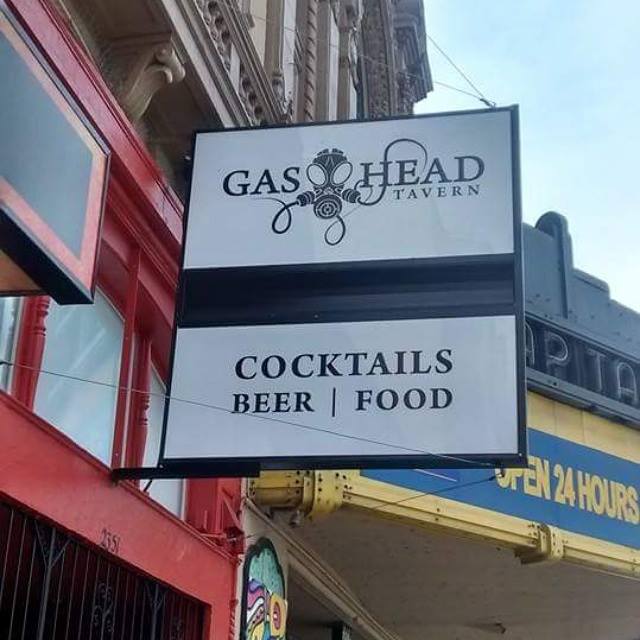 GAS HEAD
TAVERN
COCKTAILS
BEER | FOOD
OPEN 24 HOURS
2351